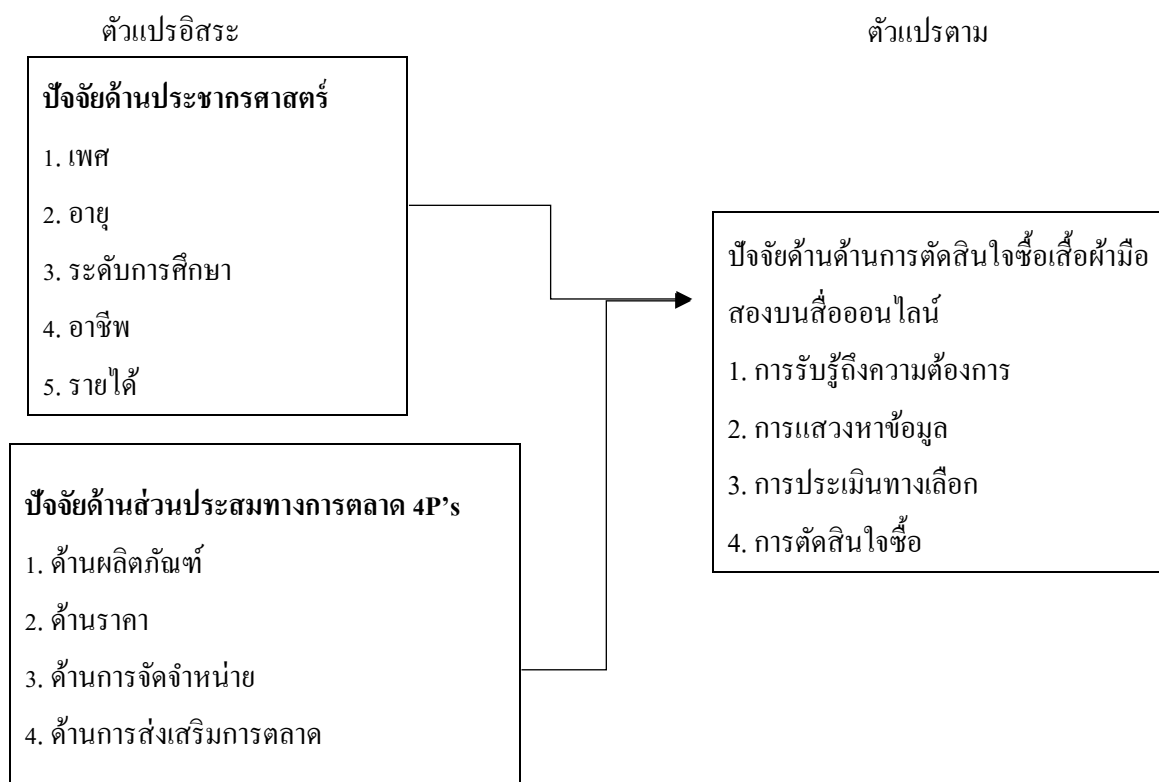 ตัวแปรอิสระ
ตัวแปรตาม
ปัจจัยด้านประชากรศาสตร์
1. เพศ
2. อายุ
3. ระดับการศึกษา
4. อาชีพ
5. รายได้
ปัจจัยด้านส่วนประสมทางการตลาด 4P’s
1. ด้านผลิตภัณฑ์
2. ด้านราคา
3. ด้านการจัดจำหน่าย
4. ด้านการส่งเสริมการตลาด
ปัจจัยด้านด้านการตัดสินใจซื้อเสื้อผ้ามือ
สองบนสื่อออนไลน์
1. การรับรู้ถึงความต้องการ
2. การแสวงหาข้อมูล
3. การประเมินทางเลือก
4. การตัดสินใจซื้อ